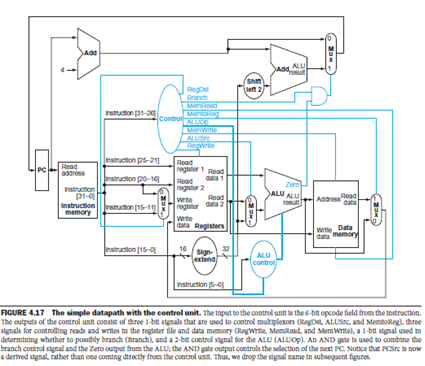 Add
4
Add
ALU
result
0
M
u
x
1
Shift
left 2
RegDst
Branch
MemRead
MemtoReg
ALUOp
MemWrite
ALUSrc
RegWrite
Instruction [31–26]
Control
PC
Read
address
Instruction
[31–0]
Instruction
memory
Instruction [25–21]
Instruction [20–16]
Instruction [15–11]
0
M
u
x
1
Read
register 1
Read
register 2
Write
register
Write
data
Read
data 1
Read
data 2
Registers
0
M
u
x
1
Zero
ALU
ALU
result
Address
Read
data
Write
data
Data
memory
1
M
u
x
0
Instruction [15–0]
16
Sign-
extend
32
ALU
control
Instruction [5–0]
FIGURE 4.17 The simple datapath with the control unit. The input to the control unit is the 6-bit opcode field from the instruction.
The outputs of the control unit consist of three 1-bit signals that are used to control multiplexors (RegDst, ALUSrc, and MemtoReg), three
signals for controlling reads and writes in the register file and data memory (RegWrite, MemRead, and MemWrite), a 1-bit signal used in
determining whether to possibly branch (Branch), and a 2-bit control signal for the ALU (ALUOp). An AND gate is used to combine the
branch control signal and the Zero output from the ALU; the AND gate output controls the selection of the next PC. Notice that PCSrc is now
a derived signal, rather than one coming directly from the control unit. Thus, we drop the signal name in subsequent figures.